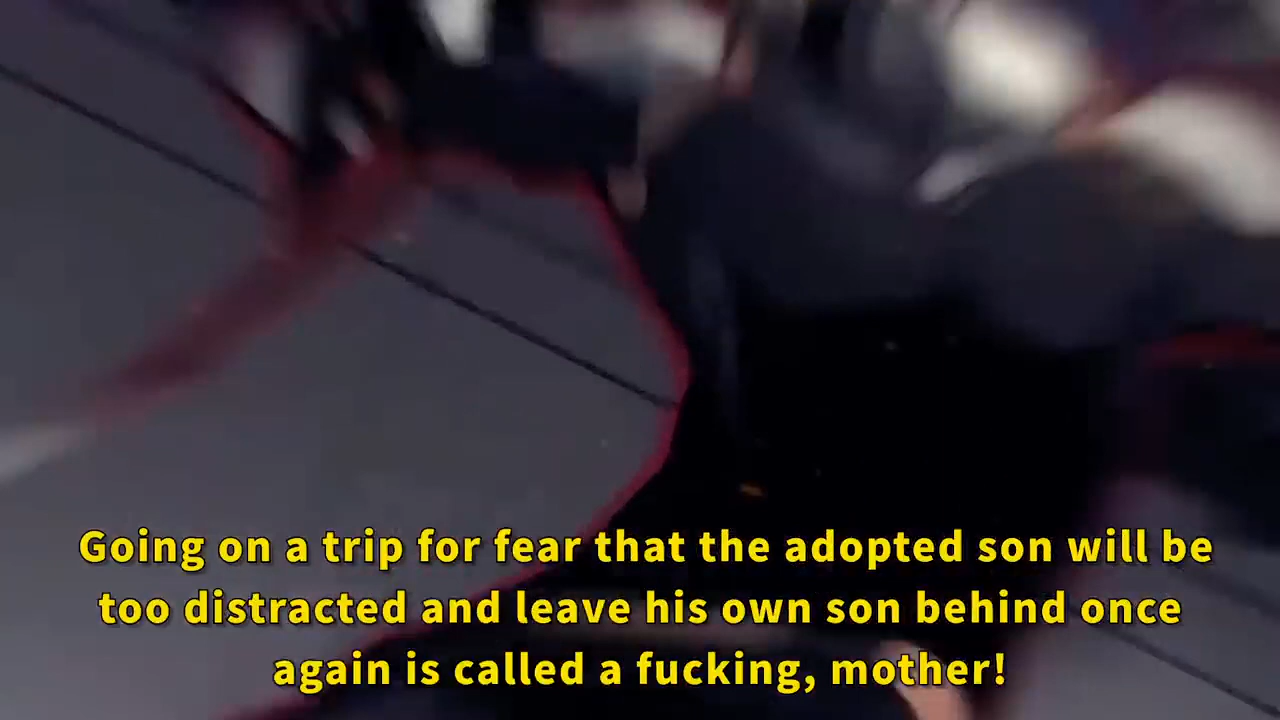 Going on a trip for fear that the adopted son will be
too distracted and leave his own son behind once
again is called a fucking, mother!